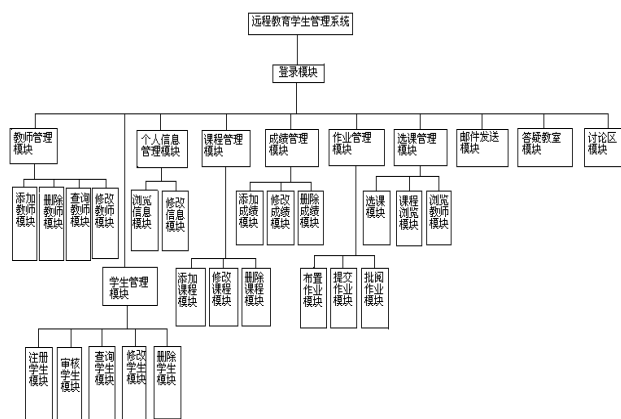 远程教育学生管理系统
登录模块
教师管理
模块
个人信息
管理模块
课程管理
模块
成绩管理
模块
作业管理
模块
选课管理
模块
邮件发送
模块
答疑教室
模块
讨论区
模块
添加教师模块
删除教师模块
查询教师模块
修改教师模块
浏览信息模块
修改信息模块
添加成绩模块
修改成绩模块
删除成绩模块
选课模块
课程浏览模块
浏览教师模块
学生管理
模块
添加课程模块
修改课程模块
删除课程模块
布置作业模块
提交作业模块
批阅作业模块
注册学生模块
审核学生模块
查询学生模块
修改学生模块
删除学生模块